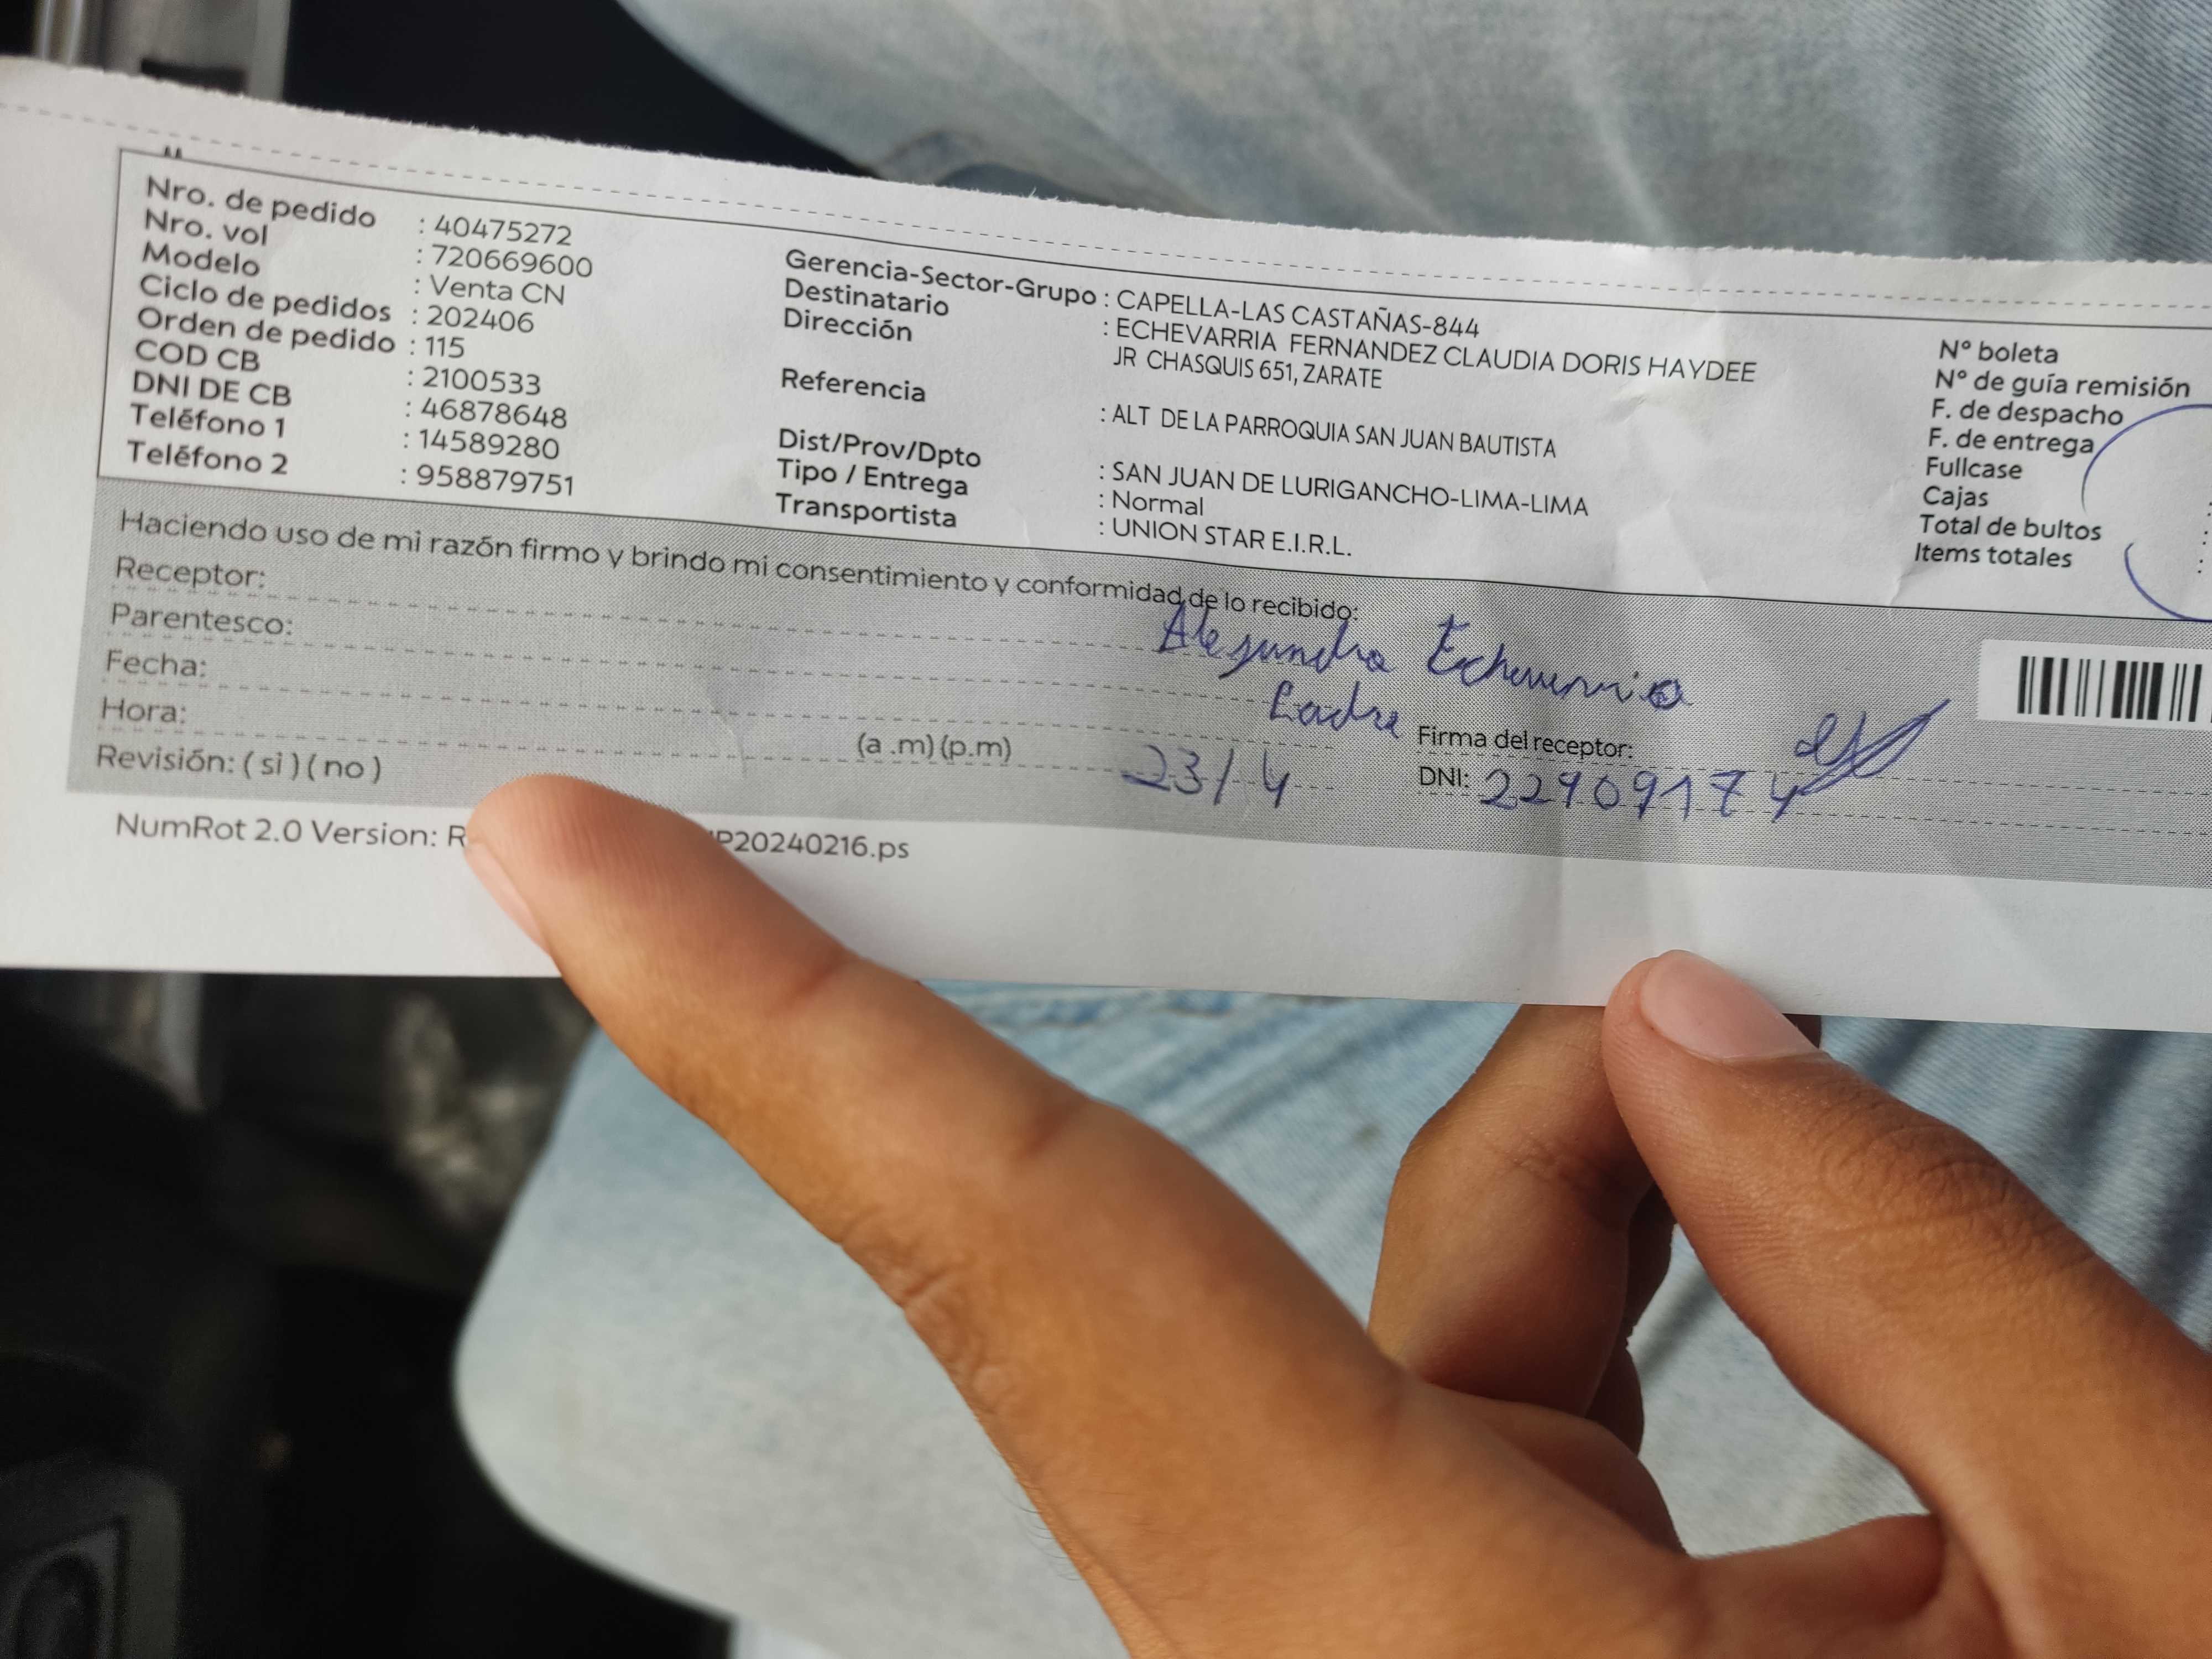 Nro. de pedido : 40475272
Nro. vol : 720669600
Modelo : Venta CN
Ciclo de pedidos : 202406
Orden de pedido : 115
COD CB : 2100533
DNI DE CB : 46878648
Teléfono 1 : 14589280
Teléfono 2 : 958879751
Gerencia-Sector-Grupo : CAPELLA-LAS CASTAÑAS-844
Destinatario : ECHEVARRIA FERNANDEZ CLAUDIA DORIS HAYDEE
Dirección JR CHASQUIS 651, ZARATE
Referencia : ALT DE LA PARROQUIA SAN JUAN BAUTISTA
Dist/Prov/Dpto : SAN JUAN DE LURIGANCHO-LIMA-LIMA
Tipo / Entrega : Normal
Transportista : UNION STAR E.I.R.L.
N° boleta
N° de guía remisión
F. de despacho
F. de entrega
Fullcase
Cajas :
Total de bultos :
Items totales :
Haciendo uso de mi razón firmo y brindo mi consentimiento y conformidad de lo recibido:
Receptor: Alejandro
Parentesco: Padre
Fecha: 23/4
Hora: (a .m) (p.m)
Revisión: ( si ) ( no )
Firma del receptor:
DNI: 22909174
NumRot 2.0 Version: R P20240216.ps